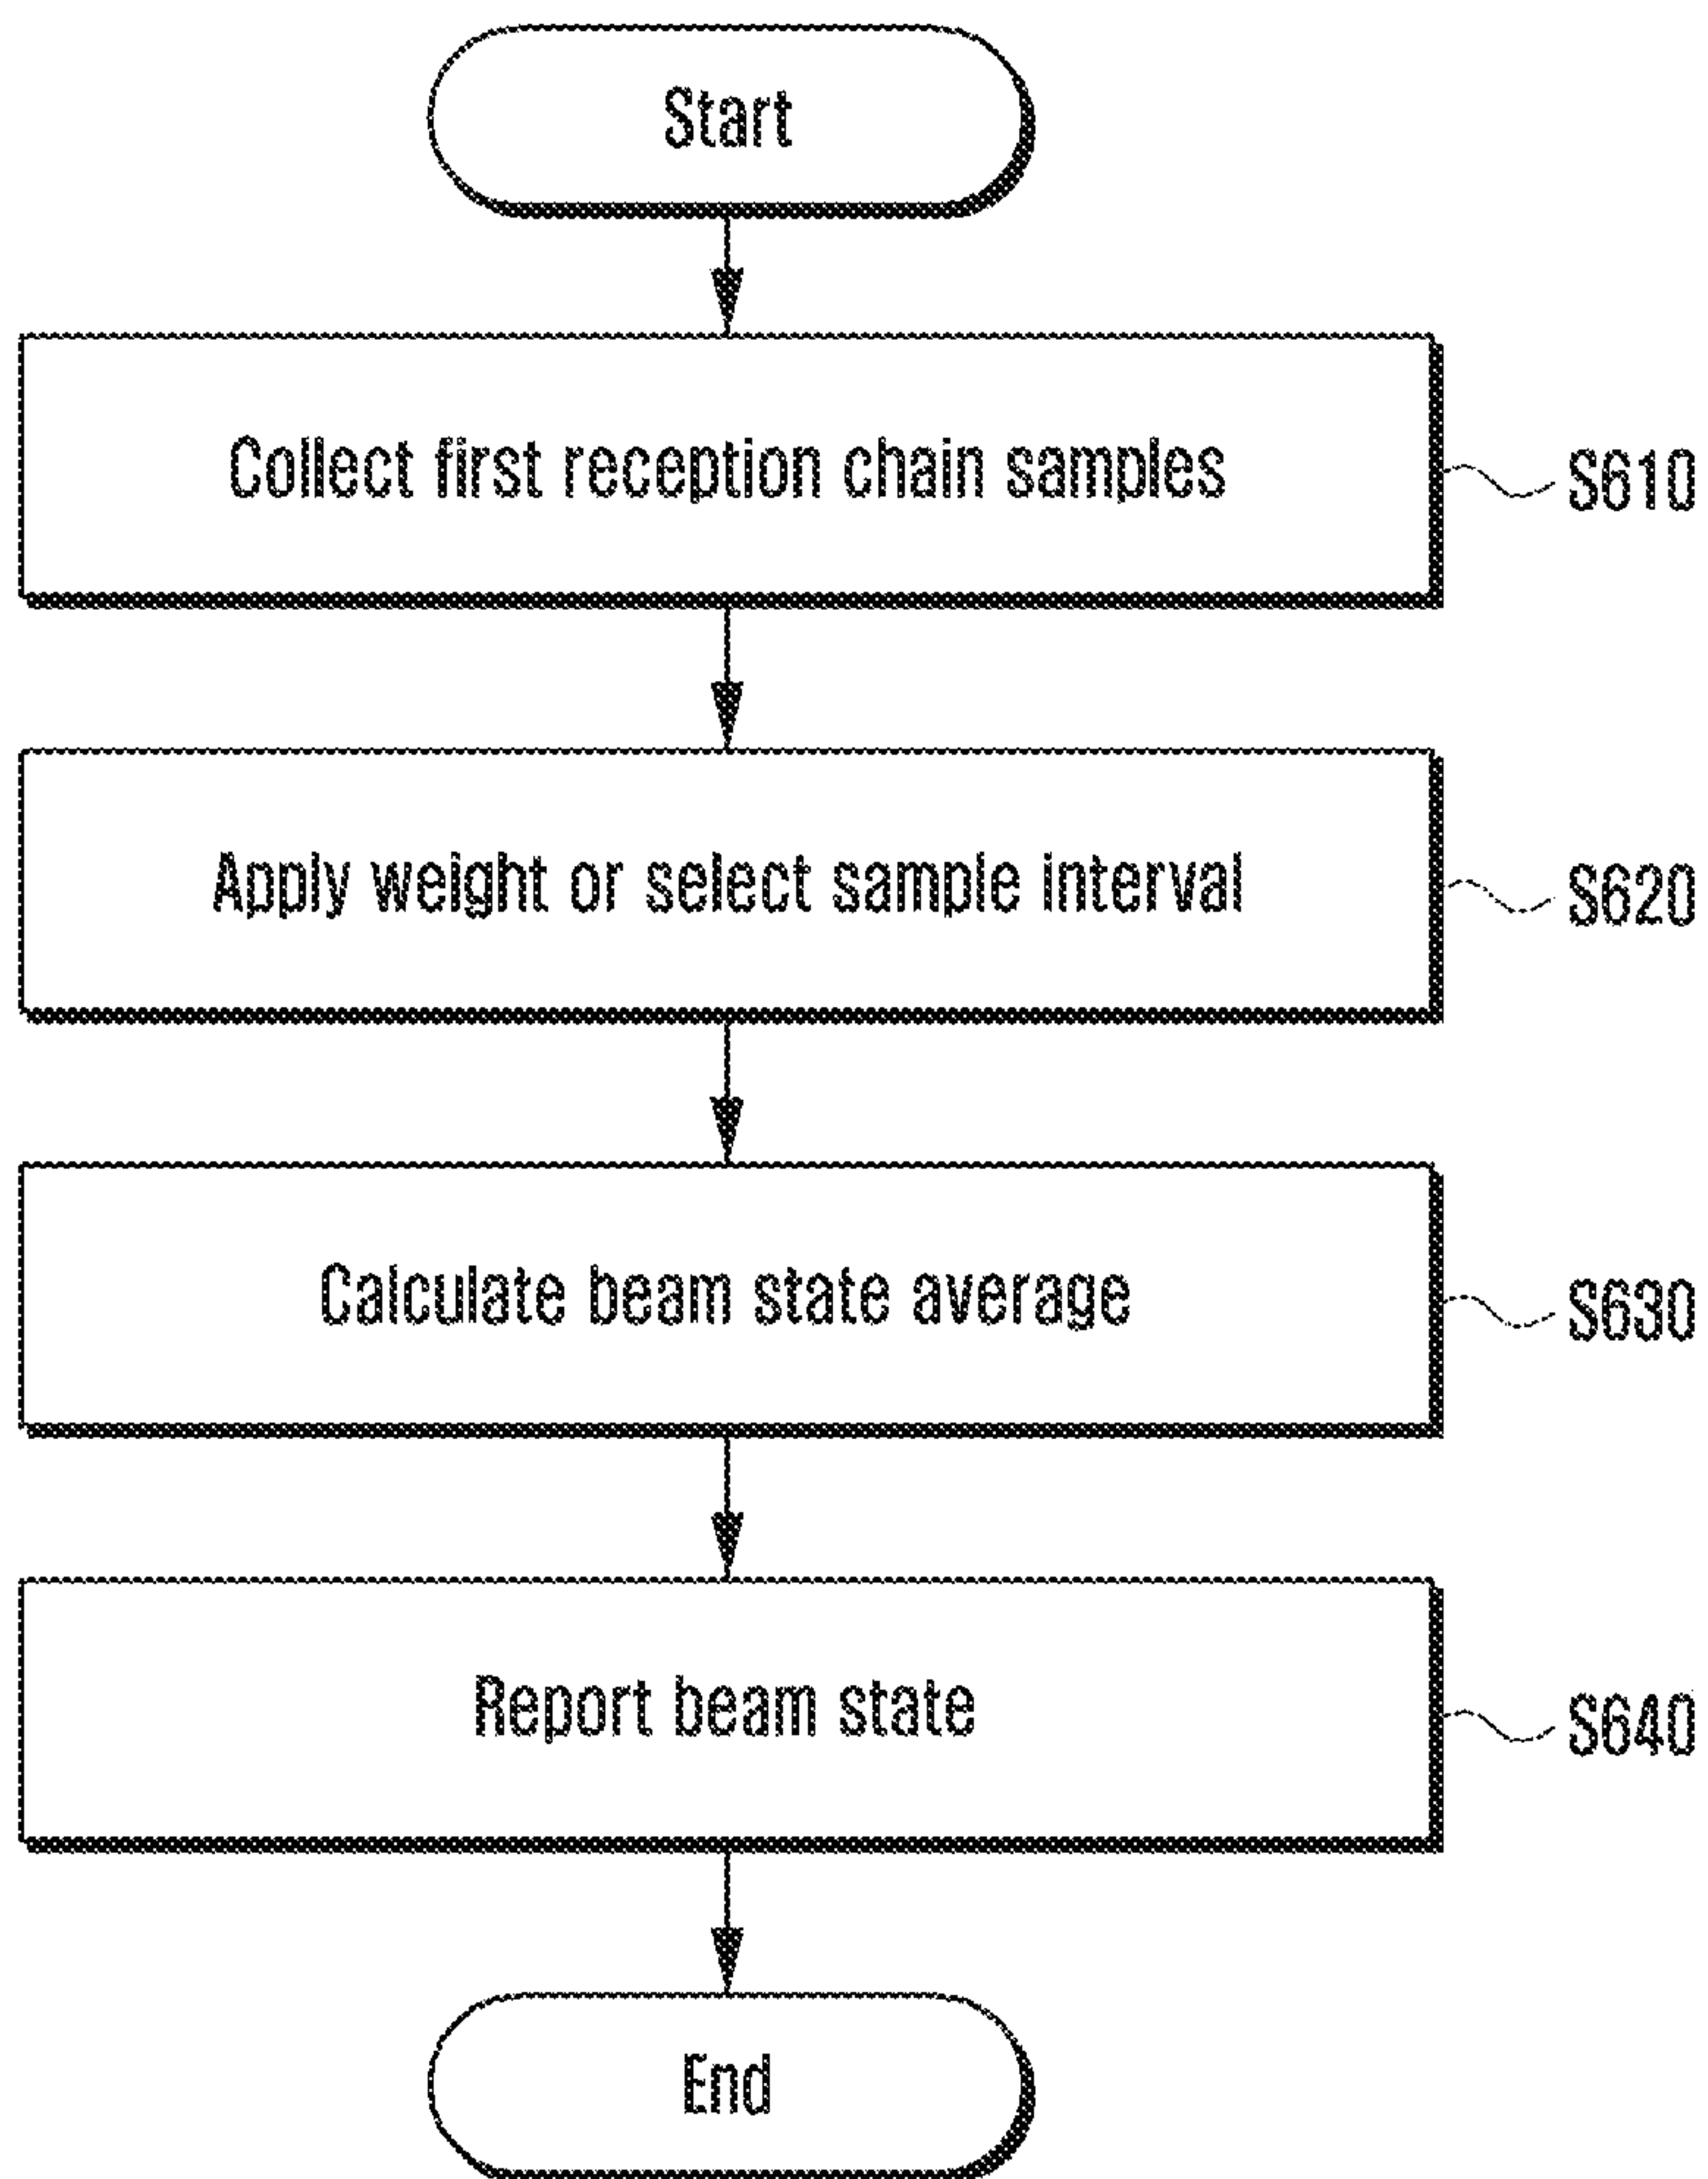 Start
Collect first reception chain samples
S610
Apply weight or select sample interval
S620
Calculate beam state average
S630
Report beam state
S640
End